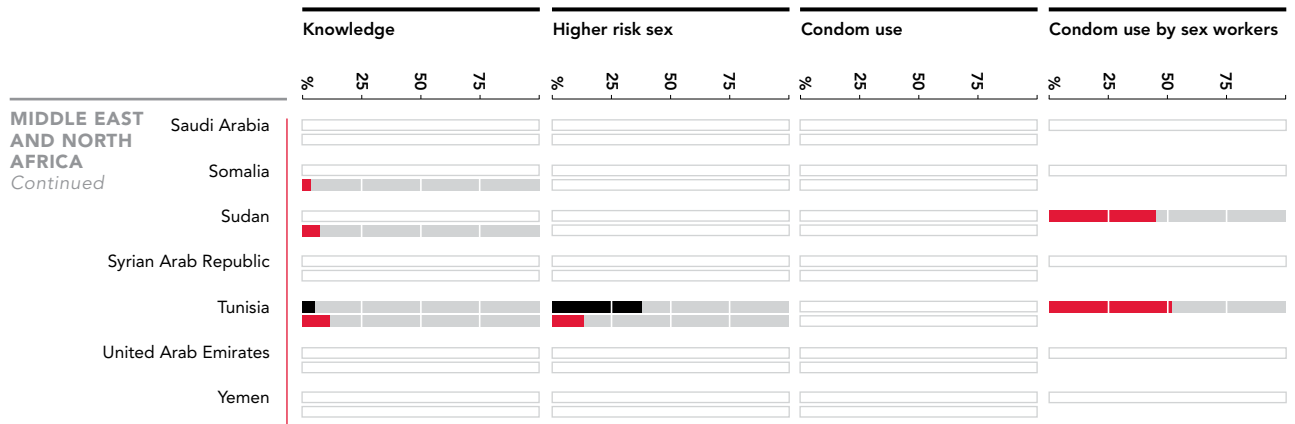 Knowledge Higher risk sex Condom use Condom use by sex workers
% 25 50 75 % 25 50 75 % 25 50 75 % 25 50 75
MIDDLE EAST
AND NORTH
AFRICA
Continued
Saudi Arabia
Somalia
Sudan
Syrian Arab Republic
Tunisia
United Arab Emirates
Yemen